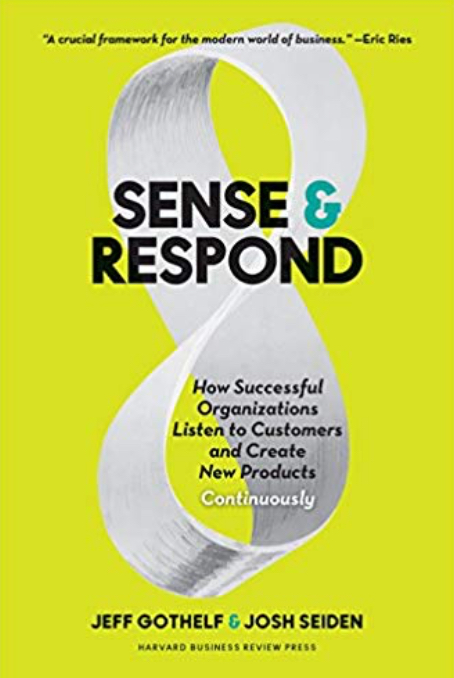 "A crucial framework for the modern world of business." —Eric Ries
SENSE &
RESPOND
How Successful
Organizations
Listen to Customers
and Create
New Products
Continuously
JEFF GOTHELF & JOSH SEIDEN
HARVARD BUSINESS REVIEW PRESS